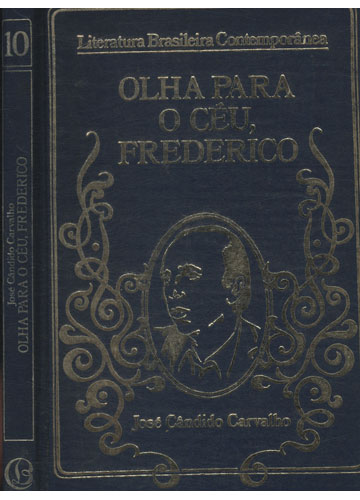 10
José Cândido Carvalho
OLHA PARA O CÉU, FREDERICO
Literatura Brasileira Contemporânea
OLHA PARA
O CÉU,
FREDERICO
José Cândido Carvalho